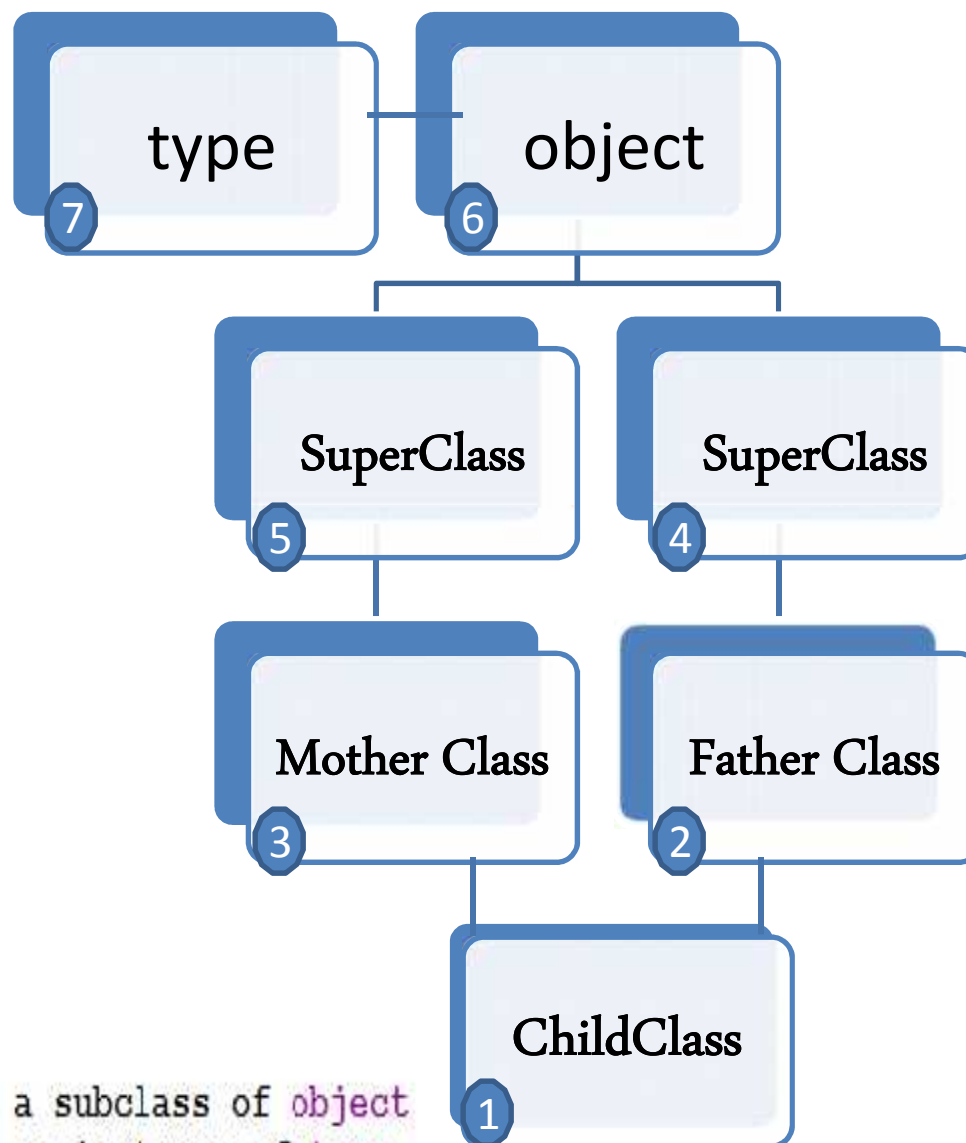 type
object
7
6
SuperClass
SuperClass
5
4
Mother Class
Father Class
3
2
ChildClass
1
a subclass of object